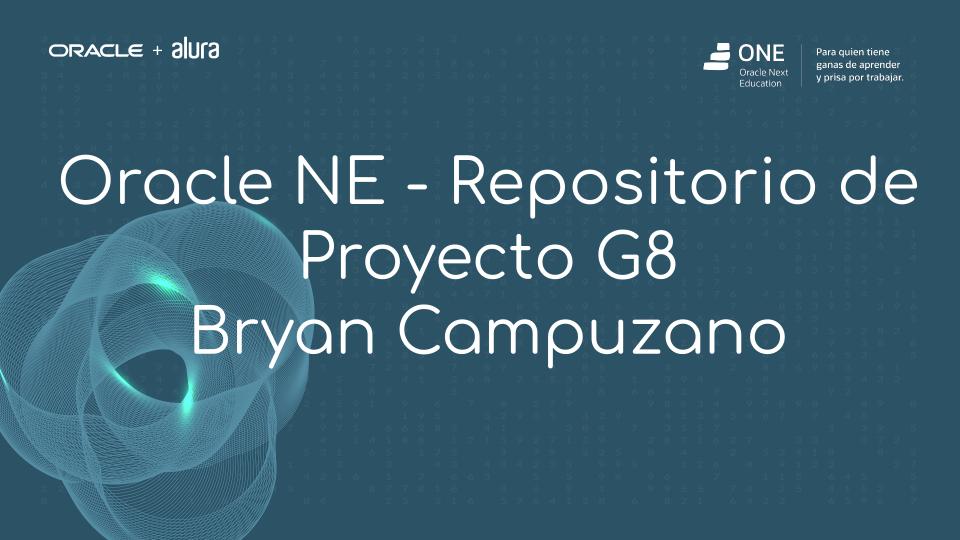 ORACLE + alura
ONE
Oracle Next
Education
Para quien tiene
ganas de aprender
y prisa por trabajar.
Oracle NE - Repositorio de
Proyecto G8
Bryan Campuzano